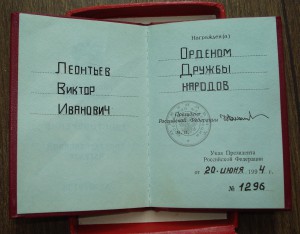 Леонтьев
Виктор
Иванович
Награжден(а)
Орденом
Дружбы
народов
Президент
Российской Федерации
Указ Президента
Российской Федерации
от 20 июня 1994 г.
№ 1296